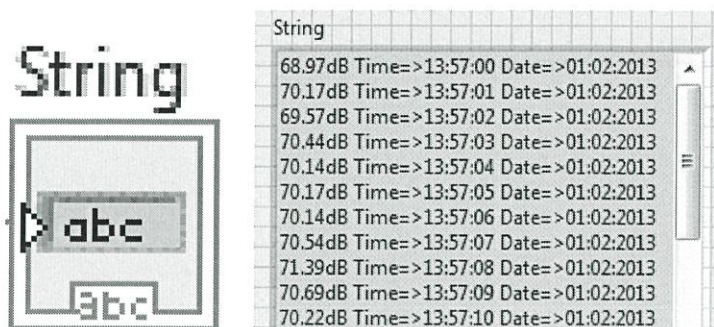 String
abc
abc
String
68.97dB Time=>13:57:00 Date=>01:02:2013
70.17dB Time=>13:57:01 Date=>01:02:2013
69.57dB Time=>13:57:02 Date=>01:02:2013
70.44dB Time=>13:57:03 Date=>01:02:2013
70.14dB Time=>13:57:04 Date=>01:02:2013
70.17dB Time=>13:57:05 Date=>01:02:2013
70.14dB Time=>13:57:06 Date=>01:02:2013
70.54dB Time=>13:57:07 Date=>01:02:2013
71.39dB Time=>13:57:08 Date=>01:02:2013
70.69dB Time=>13:57:09 Date=>01:02:2013
70.22dB Time=>13:57:10 Date=>01:02:2013